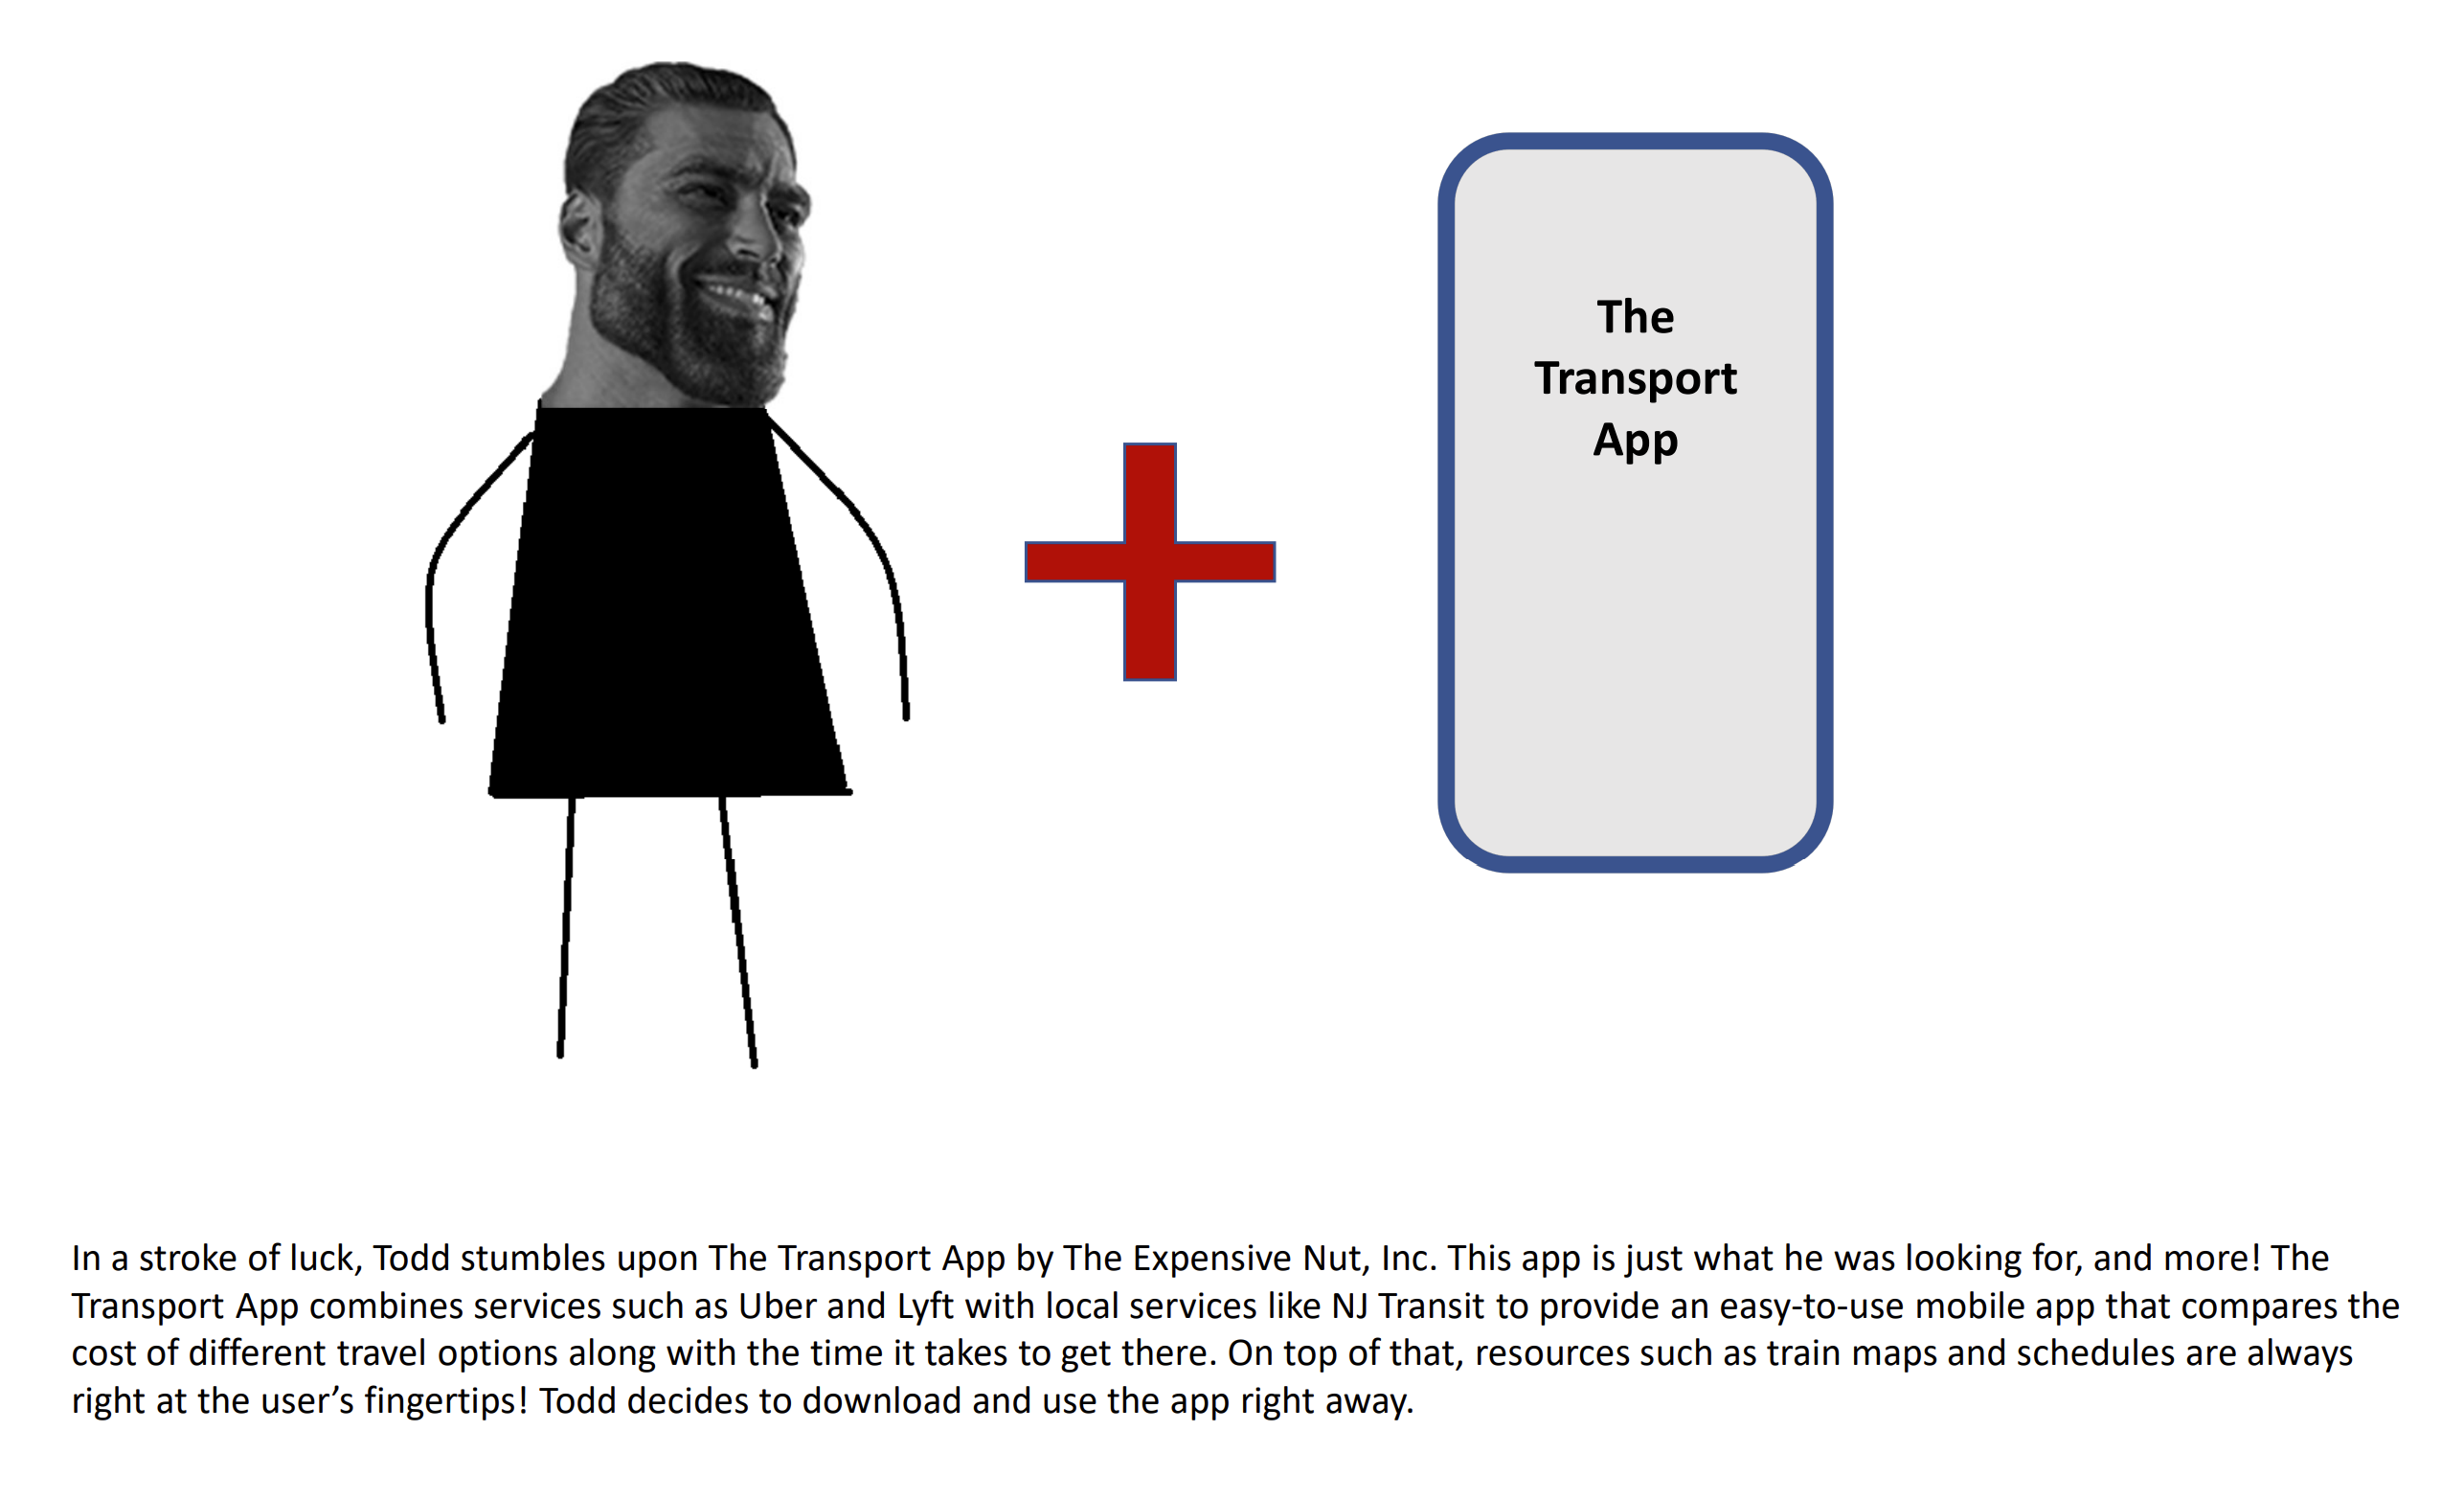 The
Transport
App
In a stroke of luck, Todd stumbles upon The Transport App by The Expensive Nut, Inc. This app is just what he was looking for, and more! The
Transport App combines services such as Uber and Lyft with local services like NJ Transit to provide an easy-to-use mobile app that compares the
cost of different travel options along with the time it takes to get there. On top of that, resources such as train maps and schedules are always
right at the user’s fingertips! Todd decides to download and use the app right away.